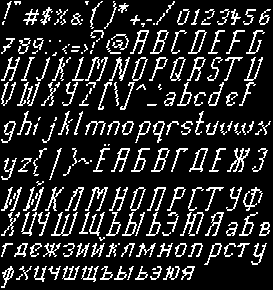 !"#$%&'()*+,-./0123456
789:;<=>?@ABCDEFG
HIJKLMNOPQRSTU
VWXYZ[\]^_`abcdef
ghijklmnopqrstuvwx
yz{|}~ЁАБВГДЕЖЗ
ИЙКЛМНОПРСТУФ
ХЦЧШЩЪЫЬЭЮЯабв
гдежзийклмнопрсту
фхцчшщъыьэюя